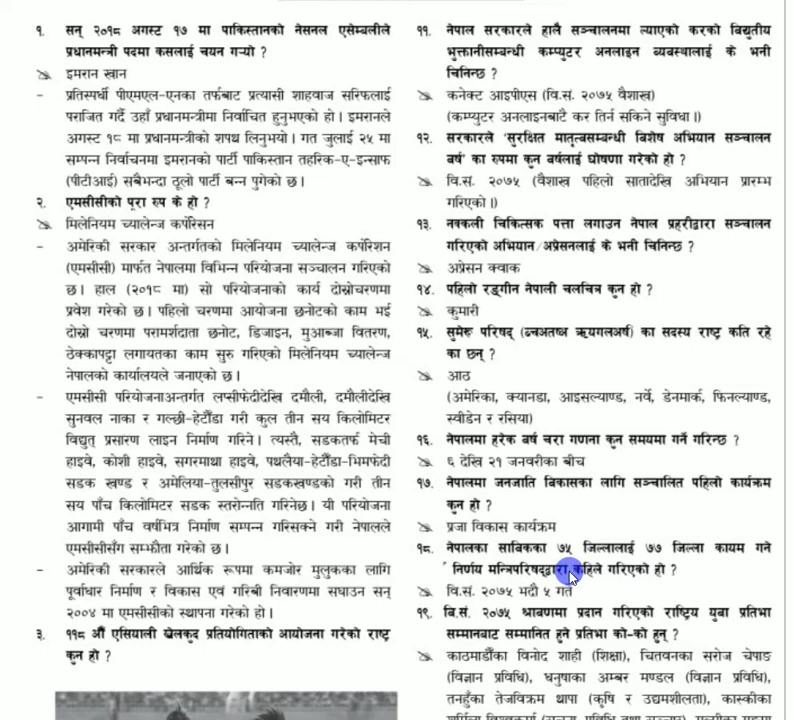 १. सन् २०१८ अगस्ट १७ मा पाकिस्तानको नेसनल एसेम्बलीले
प्रधानमन्त्री पदमा कसलाई चयन गर्‍यो ?
इमरान खान
– प्रतिस्पर्धी पीएमएल-एनका तर्फबाट प्रत्यासी शाहवाज सरिफलाई
पराजित गर्दै उहाँ प्रधानमन्त्रीमा निर्वाचित हुनुभएको हो । इमरानले
अगस्ट १८ मा प्रधानमन्त्रीको शपथ लिनुभयो । गत जुलाई २५ मा
सम्पन्न निर्वाचनमा इमरानको पार्टी पाकिस्तान तहरिक-ए-इन्साफ
(पीटीआई) सबैभन्दा ठूलो पार्टी बन्न पुगेको छ ।
२. एमसीसीको पूरा रुप के हो ?
मिलेनियम च्यालेन्ज कर्पोरेसन
– अमेरिकी सरकार अन्तर्गतको मिलेनियम च्यालेन्ज कर्पोरेशन
(एमसीसी) मार्फत नेपालमा विभिन्न परियोजना सञ्चालन गरिएको
छ । हाल (२०१८ मा) सो परियोजनाको कार्य दोस्रोचरणमा
प्रवेश गरेको छ । पहिलो चरणमा आयोजना छनोटको काम भई
दोस्रो चरणमा परामर्शदाता छनोट, डिजाइन, मुआब्जा वितरण,
ठेक्कापट्टा लगायतका काम सुरु गरिएको मिलेनियम च्यालेन्ज
नेपालको कार्यालयले जनाएको छ ।
– एमसीसी परियोजनाअन्तर्गत लप्सीफेदीदेखि दमौली, दमौलीदेखि
सुनवल नाका र गल्छी-हेटौंडा गरी कुल तीन सय किलोमिटर
विद्युत् प्रसारण लाइन निर्माण गरिने । त्यस्तै, सडकतर्फ मेची
हाइवे, कोशी हाइवे, सगरमाथा हाइवे, पथलैया-हेटौंडा-भिमफेदी
सडक खण्ड र अमेलिया-तुलसीपुर सडकखण्डको गरी तीन
सय पाँच किलोमिटर सडक स्तरोन्नति गरिनेछ । यी परियोजना
आगामी पाँच वर्षभित्र निर्माण सम्पन्न गरिसक्ने गरी नेपालले
एमसीसीसँग सम्झौता गरेको छ ।
– अमेरिकी सरकारले आर्थिक रूपमा कमजोर मुलुकका लागि
पूर्वाधार निर्माण र विकास एवं गरिबी निवारणमा सघाउन सन्
२००४ मा एमसीसीको स्थापना गरेको हो ।
३. ११८ औं एसियाली खेलकुद प्रतियोगिताको आयोजना गरेको राष्ट्र
कुन हो ?
११. नेपाल सरकारले हालै सञ्चालनमा ल्याएको करको विद्युतीय
भुक्तानीसम्बन्धी कम्प्युटर अनलाइन व्यवस्थालाई के भनी
चिनिन्छ ?
कनेक्ट आइपीएस (वि.सं. २०७५ वैशाख)
(कम्प्युटर अनलाइनबाटै कर तिर्न सकिने सुविधा ।)
१२. सरकारले 'सुरक्षित मातृत्वसम्बन्धी विशेष अभियान सञ्चालन
वर्ष' का रुपमा कुन वर्षलाई घोषणा गरेको हो ?
वि.सं. २०७५ (वैशाख पहिलो सातादेखि अभियान प्रारम्भ
गरिएको ।)
१३. नक्कली चिकित्सक पत्ता लगाउन नेपाल प्रहरीद्वारा सञ्चालन
गरिएको अभियान/अप्रेसनलाई के भनी चिनिन्छ ?
अप्रेसन क्वाक
१४. पहिलो रङ्गीन नेपाली चलचित्र कुन हो ?
कुमारी
१५. सुमेरू परिषद् (ब्चअतष्अ ऋयगलअष्) का सदस्य राष्ट्र कति रहे
का छन् ?
आठ
(अमेरिका, क्यानडा, आइसल्याण्ड, नर्वे, डेनमार्क, फिनल्याण्ड,
स्वीडेन र रसिया)
१६. नेपालमा हरेक वर्ष चरा गणना कुन समयमा गर्ने गरिन्छ ?
६ देखि २१ जनवरीका बीच
१७. नेपालमा जनजाति विकासका लागि सञ्चालित पहिलो कार्यक्रम
कुन हो ?
प्रजा विकास कार्यक्रम
१८. नेपालका साबिकका ७५ जिल्लालाई ७७ जिल्ला कायम गने
निर्णय मन्त्रिपरिषद्द्वारा कहिले गरिएको हो ?
वि.सं. २०७५ भदौ ५ गते
१९. बि.सं. २०७५ श्रावणमा प्रदान गरिएको राष्ट्रिय युवा प्रतिभा
सम्मानबाट सम्मानित हुने प्रतिभा को-को हुन् ?
काठमाडौंका विनोद शाही (शिक्षा), चितवनका सरोज चेपाङ
(विज्ञान प्रविधि), धनुषाका अम्बर मण्डल (विज्ञान प्रविधि),
तनहुँका तेजविक्रम थापा (कृषि र उद्यमशीलता), कास्कीका